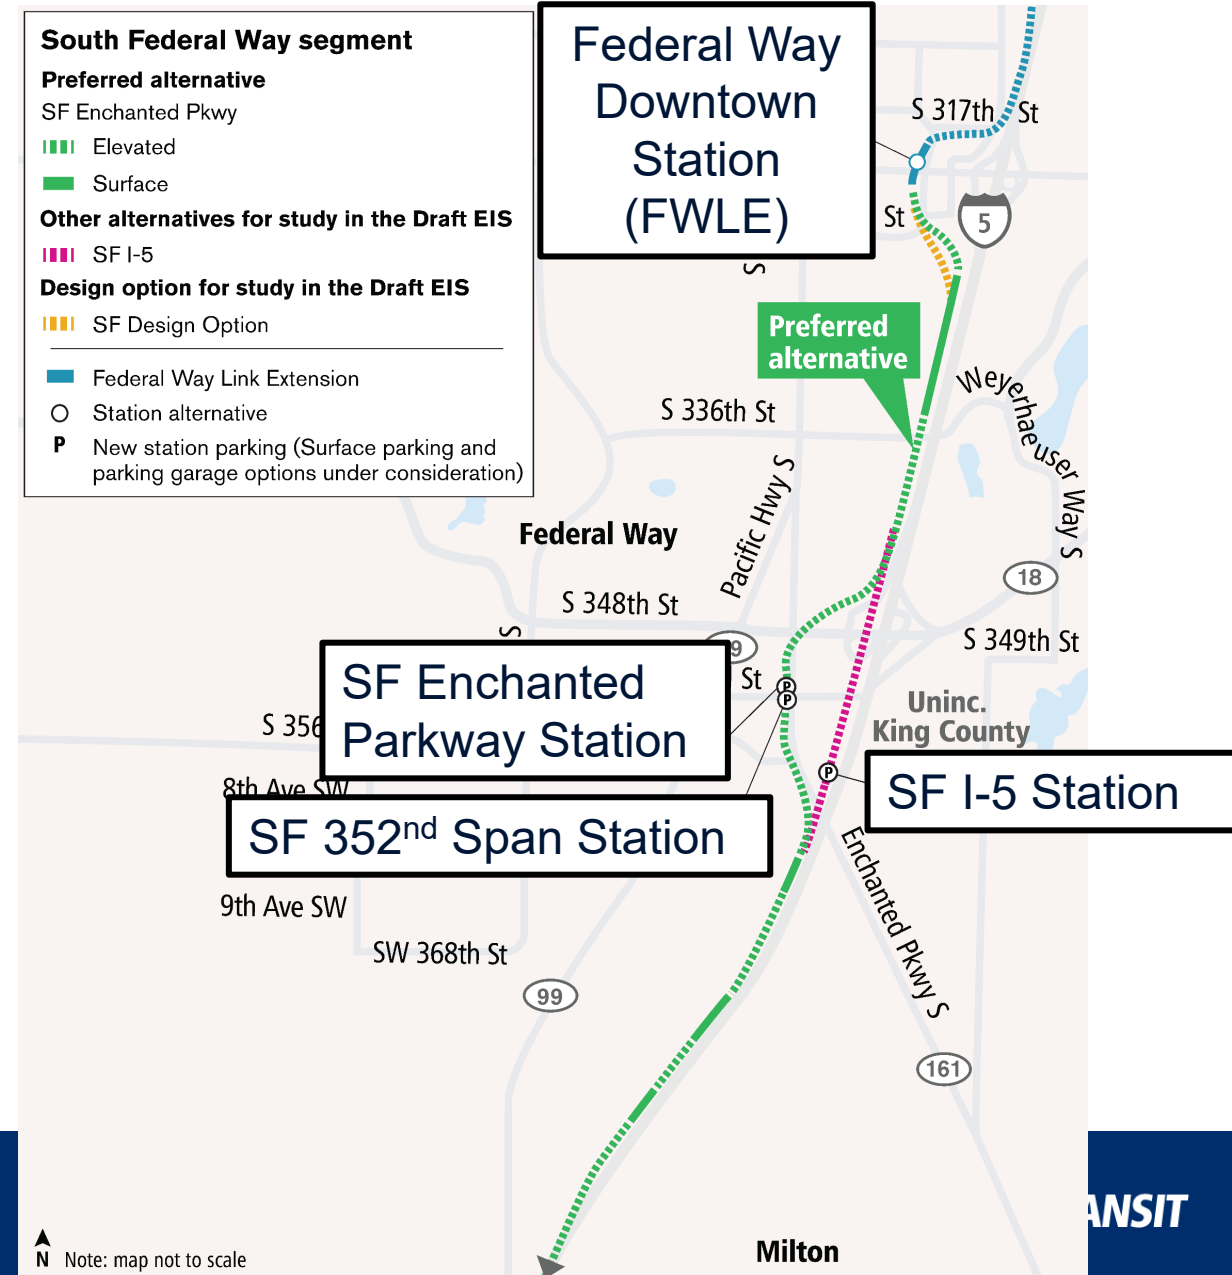 South Federal Way segment
Preferred alternative
SF Enchanted Pkwy
Elevated
Surface
Other alternatives for study in the Draft EIS
SF I-5
Design option for study in the Draft EIS
SF Design Option
Federal Way Link Extension
Station alternative
P New station parking (Surface parking and
parking garage options under consideration)
Federal Way
Downtown
Station
(FWLE)
S 317th St
St
5
S
Preferred
alternative
Weyerhaeuser Way S
S 336th St
Pacific Hwy S
Federal Way
18
S 348th St
S
9
S 349th St
St
SF Enchanted
Parkway Station
P
P
Uninc.
King County
S 356
P
SF I-5 Station
8th Ave SW
SF 352nd Span Station
Enchanted Pkwy S
9th Ave SW
SW 368th St
99
161
ANSIT
N Note: map not to scale
Milton